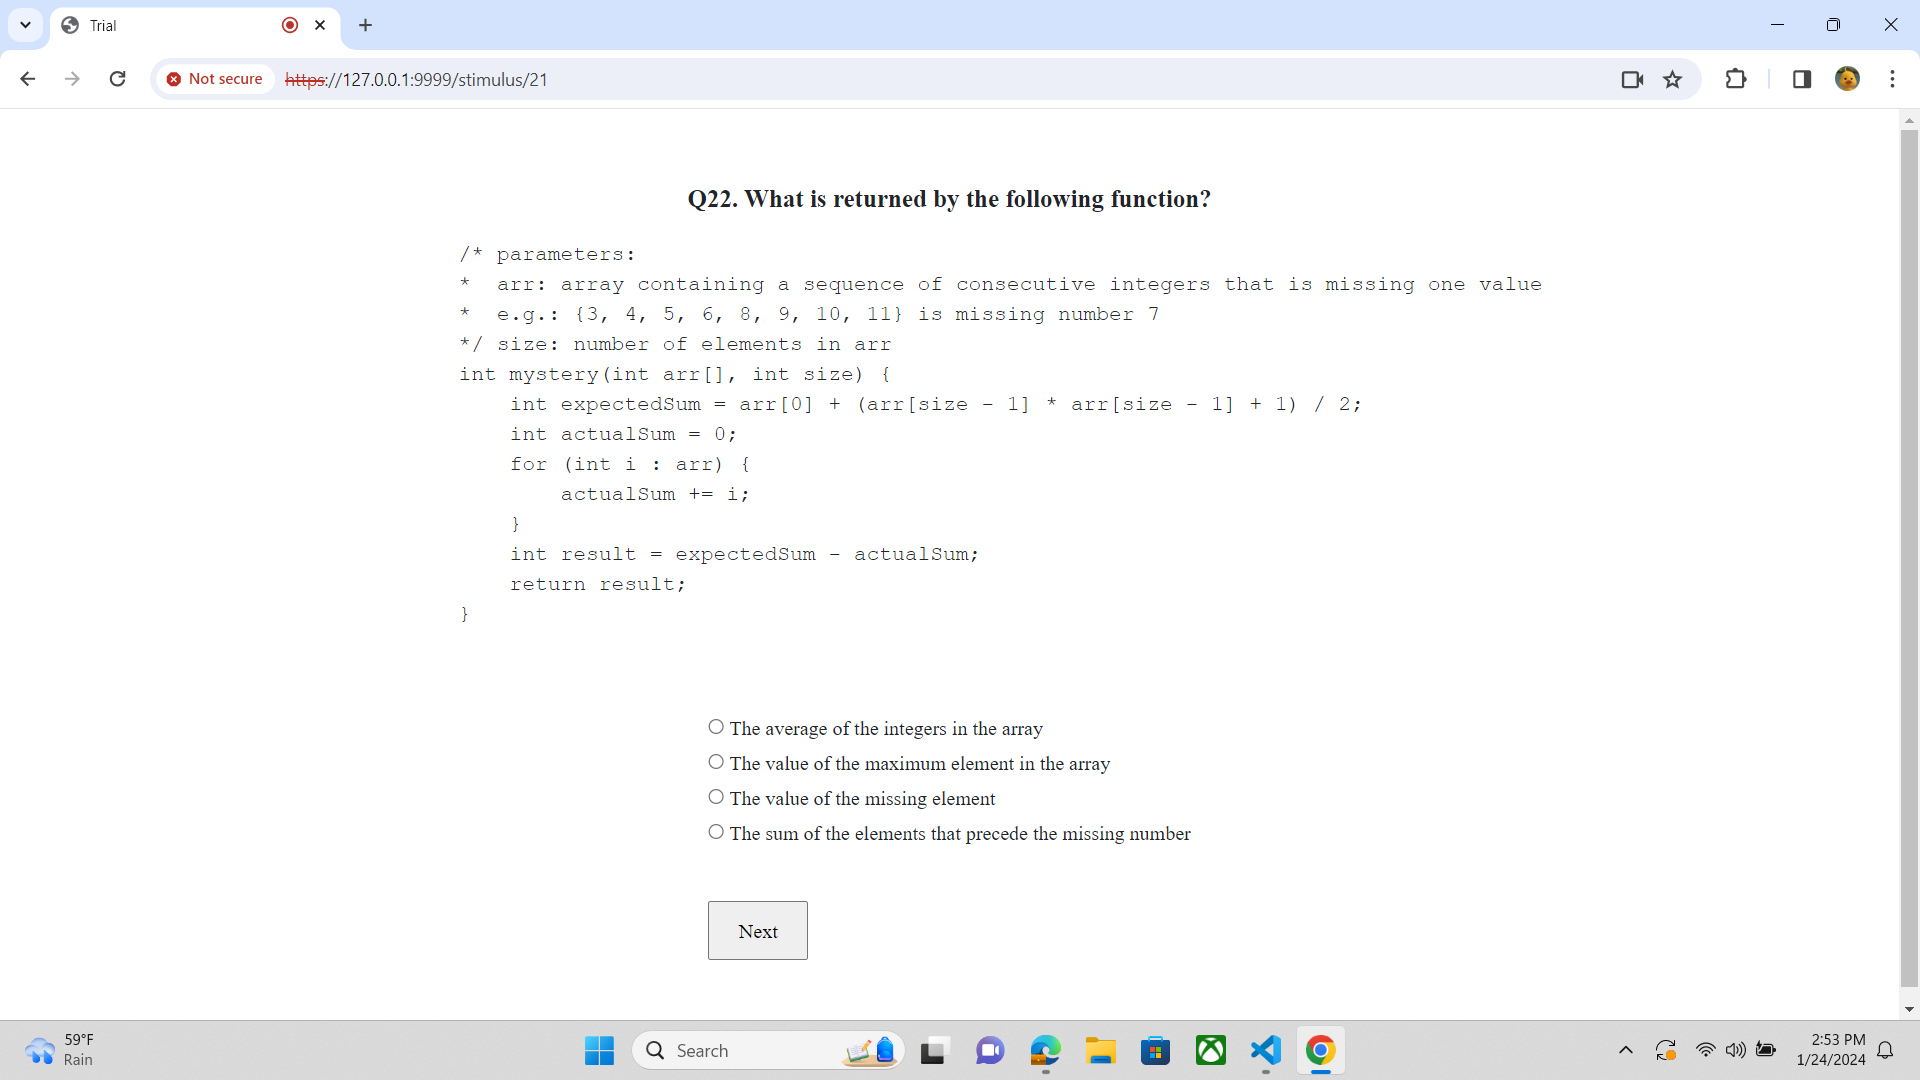 Trial
Not secure
https://127.0.0.1:9999/stimulus/21
Q22. What is returned by the following function?
/* parameters:
*  arr: array containing a sequence of consecutive integers that is missing one value
*  e.g.: {3, 4, 5, 6, 8, 9, 10, 11} is missing number 7
*/ size: number of elements in arr
int mystery(int arr[], int size) {
    int expectedSum = arr[0] + (arr[size - 1] * arr[size - 1] + 1) / 2;
    int actualSum = 0;
    for (int i : arr) {
        actualSum += i;
    }
    int result = expectedSum - actualSum;
    return result;
}
The average of the integers in the array
The value of the maximum element in the array
The value of the missing element
The sum of the elements that precede the missing number
Next
59°F
Rain
Search
2:53 PM
1/24/2024